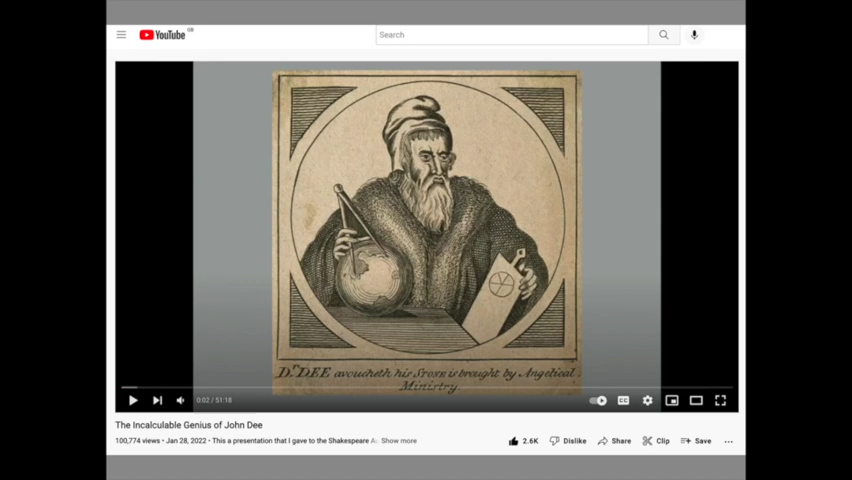 YouTube GB
Search
Dr. DEE avoucheth his Stone is brought by Angelical
Ministry.
0:02 / 51:18
CC
The Incalculable Genius of John Dee
100,774 views • Jan 28, 2022 • This a presentation that I gave to the Shakespeare Show more
2.6K Dislike Share Clip Save